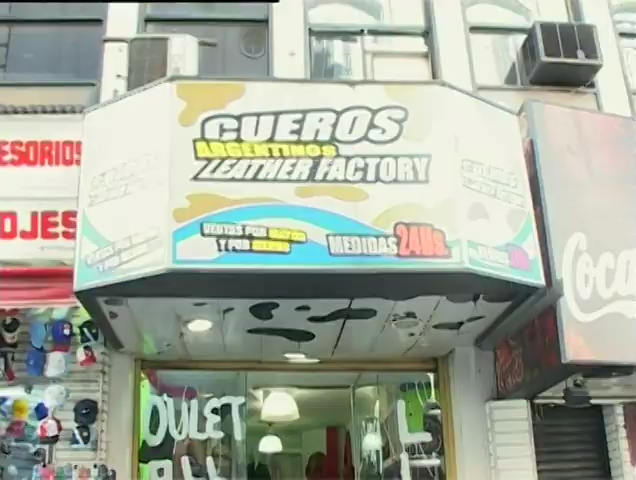 CUEROS
ARGENTINOS
LEATHER FACTORY
VENTAS POR MAYOR
Y POR MENOR
MEDIDAS 24Hs.
ESORIOS
OJES
Coca
OULET